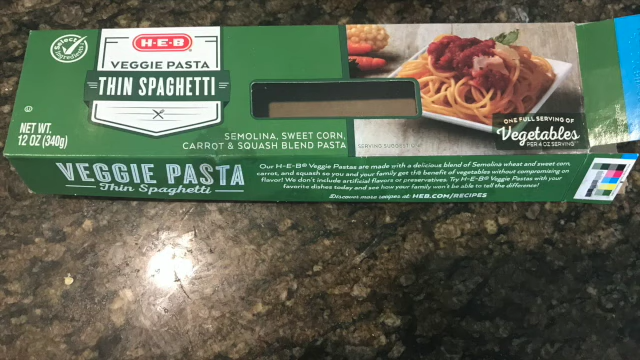 Select Ingredients
H-E-B
VEGGIE PASTA
THIN SPAGHETTI
NET WT.
12 OZ (340g)
SEMOLINA, SWEET CORN,
CARROT & SQUASH BLEND PASTA
SERVING SUGGESTION
ONE FULL SERVING OF
Vegetables
PER 4 OZ SERVING
VEGGIE PASTA
Thin Spaghetti
Our H-E-B® Veggie Pastas are made with a delicious blend of Semolina wheat and sweet corn,
carrot, and squash so you and your family get the benefit of vegetables without compromising on
flavor! We don't include artificial flavors or preservatives. Try H-E-B® Veggie Pastas with your
favorite dishes today and see how your family won't be able to tell the difference!
Discover more recipes at HEB.COM/RECIPES